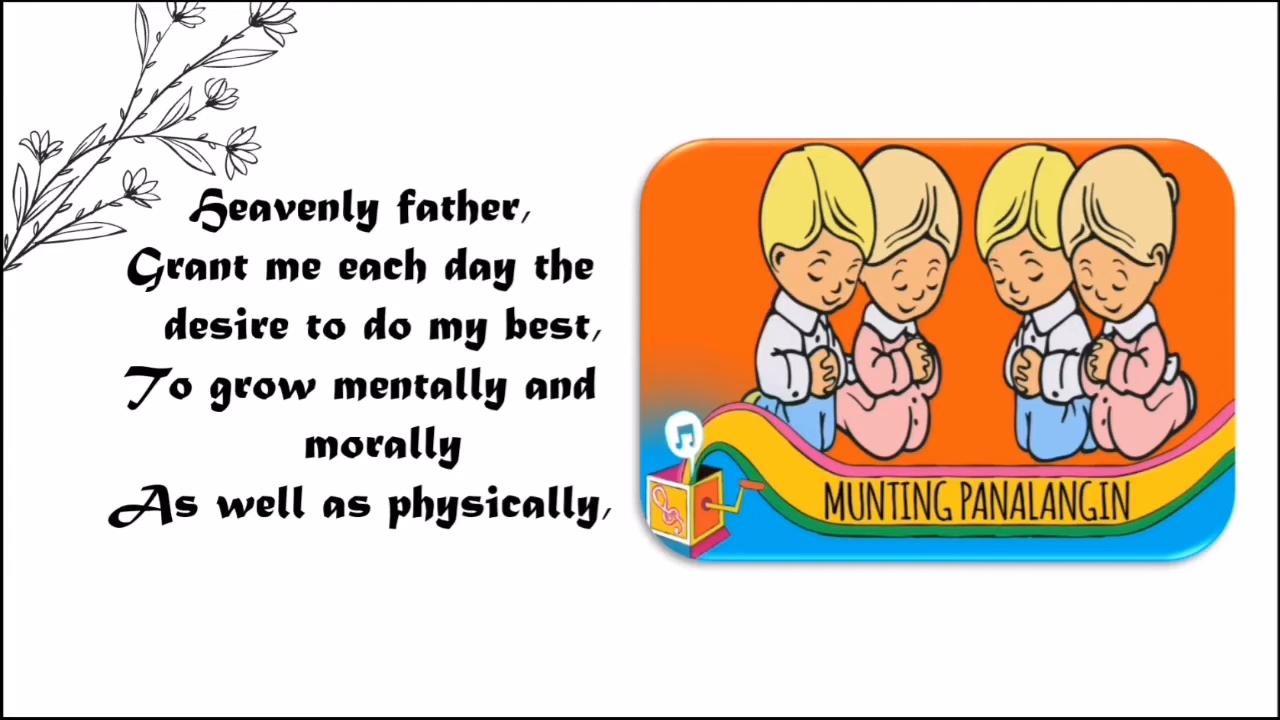 Heavenly father,
Grant me each day the
desire to do my best,
To grow mentally and
morally
As well as physically,
MUNTING PANALANGIN